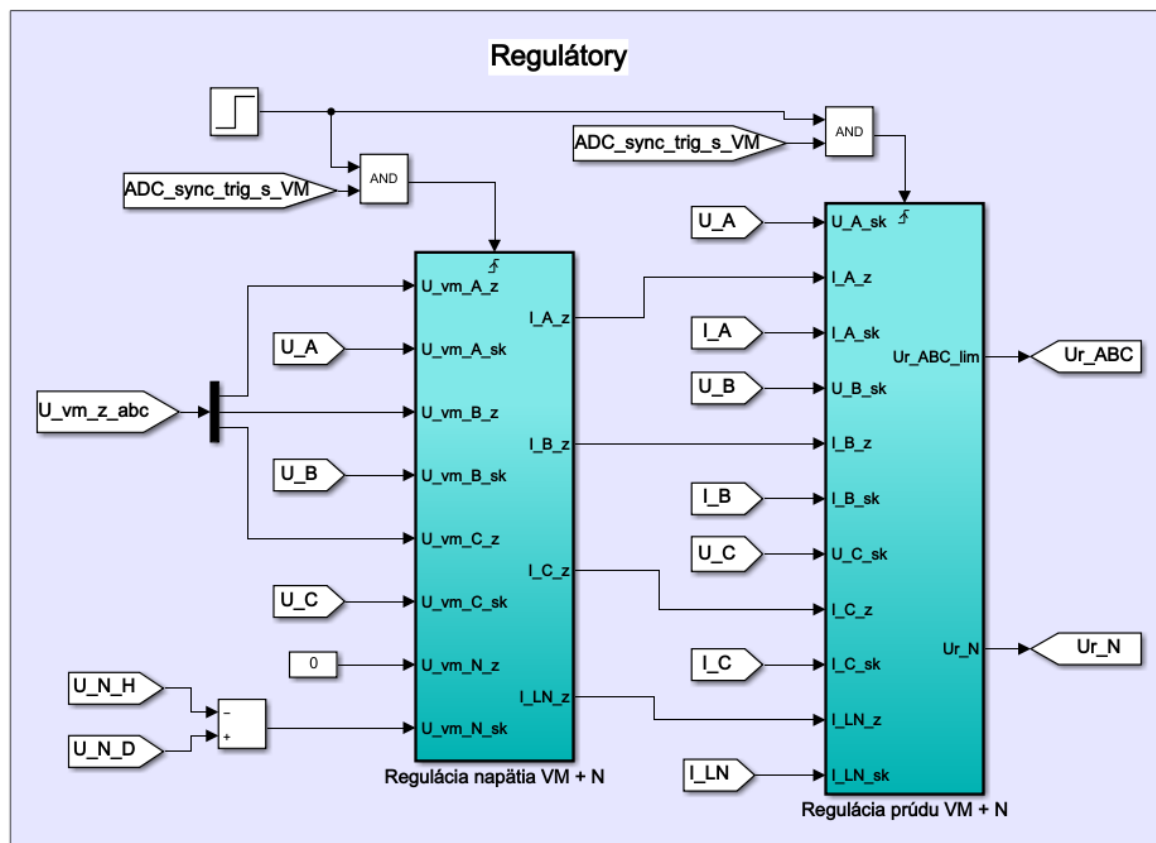 Regulátory
AND
ADC_sync_trig_s_VM
AND
ADC_sync_trig_s_VM
U_vm_z_abc
U_A
U_B
U_C
0
U_N_H
U_N_D
−
+
U_vm_A_z
U_vm_A_sk
U_vm_B_z
U_vm_B_sk
U_vm_C_z
U_vm_C_sk
U_vm_N_z
U_vm_N_sk
I_A_z
I_B_z
I_C_z
I_LN_z
Regulácia napätia VM + N
U_A
I_A
U_B
I_B
U_C
I_C
I_LN
U_A_sk
I_A_z
I_A_sk
U_B_sk
I_B_z
I_B_sk
U_C_sk
I_C_z
I_C_sk
I_LN_z
I_LN_sk
Ur_ABC_lim
Ur_N
Regulácia prúdu VM + N
Ur_ABC
Ur_N